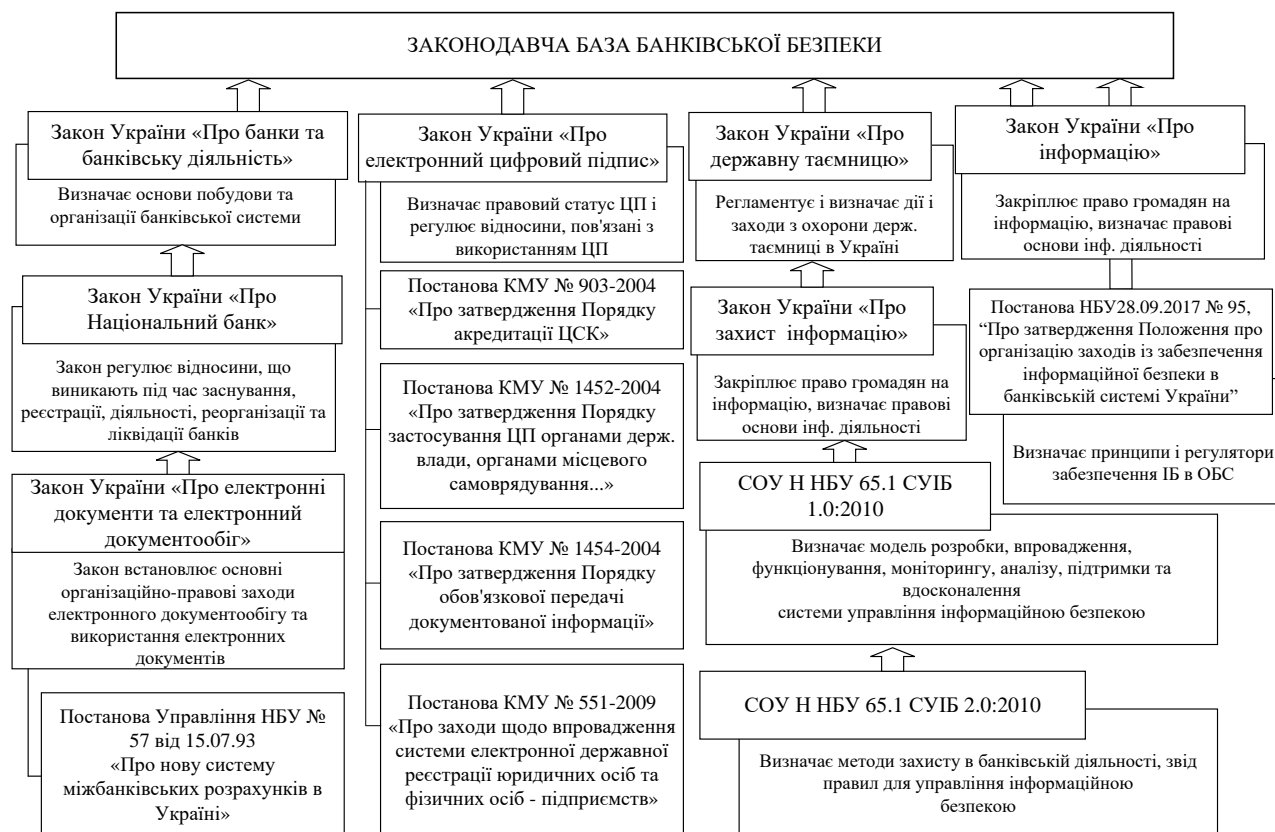 ЗАКОНОДАВЧА БАЗА БАНКІВСЬКОЇ БЕЗПЕКИ
Закон України «Про банки та
банківську діяльність»
Визначає основи побудови та
організації банківської системи
Закон України «Про
Національний банк»
Закон регулює відносини, що
виникають під час заснування,
реєстрації, діяльності, реорганізації та
ліквідації банків
Закон України «Про електронні
документи та електронний
документообіг»
Закон встановлює основні
організаційно-правові заходи
електронного документообігу та
використання електронних
документів
Постанова Управління НБУ №
57 від 15.07.93
«Про нову систему
міжбанківських розрахунків в
Україні»
Закон України «Про
електронний цифровий підпис»
Визначає правовий статус ЦП і
регулює відносини, пов'язані з
використанням ЦП
Постанова КМУ № 903-2004
«Про затвердження Порядку
акредитації ЦСК»
Постанова КМУ № 1452-2004
«Про затвердження Порядку
застосування ЦП органами держ.
влади, органами місцевого
самоврядування...»
Постанова КМУ № 1454-2004
«Про затвердження Порядку
обов'язкової передачі
документованої інформації»
Постанова КМУ № 551-2009
«Про заходи щодо впровадження
системи електронної державної
реєстрації юридичних осіб та
фізичних осіб - підприємств»
Закон України «Про
державну таємницю»
Регламентує і визначає дії і
заходи з охорони держ.
таємниці в Україні
Закон України «Про
захист інформацію»
Закріплює право громадян на
інформацію, визначає правові
основи інф. діяльності
СОУ Н НБУ 65.1 СУІБ
1.0:2010
Визначає модель розробки, впровадження,
функціонування, моніторингу, аналізу, підтримки та
вдосконалення
системи управління інформаційною безпекою
СОУ Н НБУ 65.1 СУІБ 2.0:2010
Визначає методи захисту в банківській діяльності, звід
правил для управління інформаційною
безпекою
Закон України «Про
інформацію»
Закріплює право громадян на
інформацію, визначає правові
основи інф. діяльності
Постанова НБУ28.09.2017 № 95,
“Про затвердження Положення про
організацію заходів із забезпечення
інформаційної безпеки в
банківській системі України”
Визначає принципи і регулятори
забезпечення ІБ в ОБС